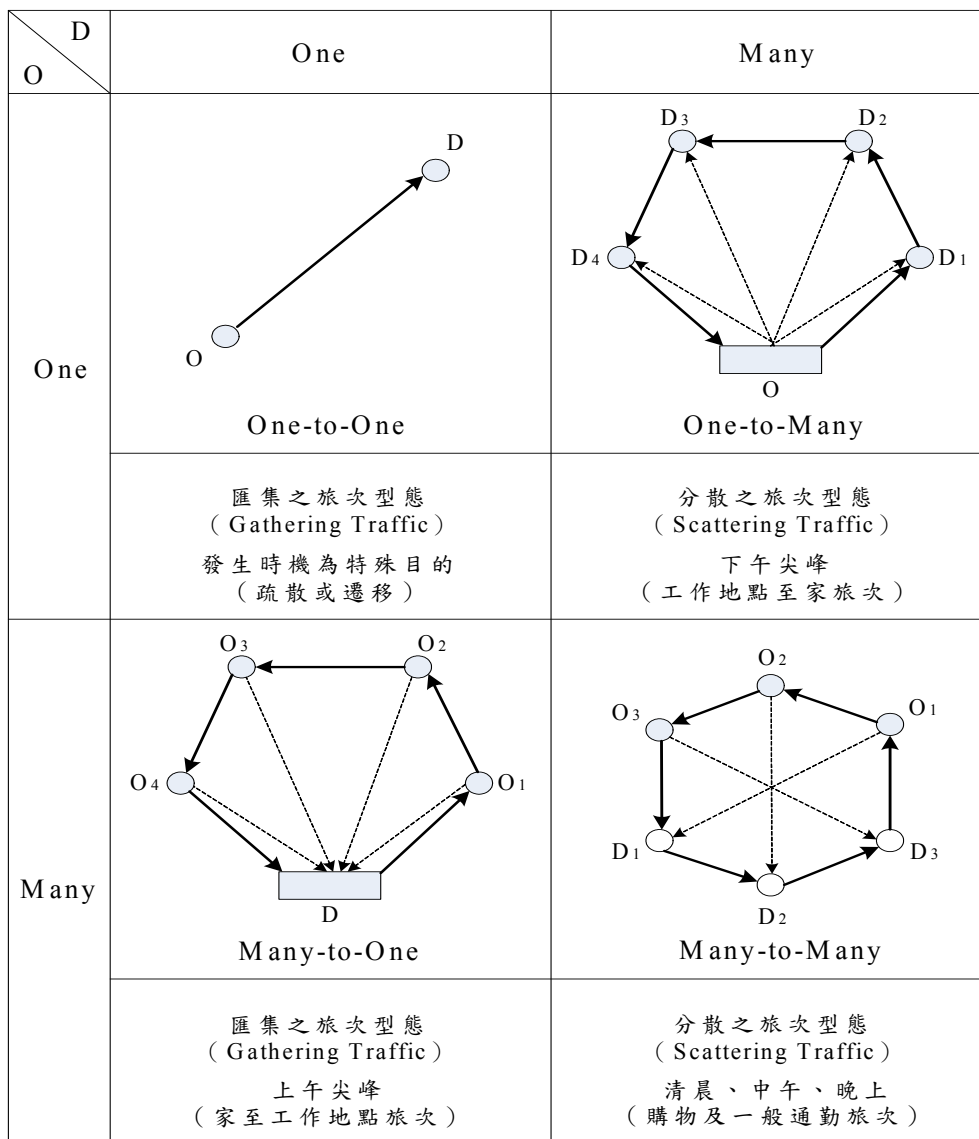 D
O
One
Many
One
D
O
One-to-One
D3
D2
D4
D1
O
One-to-Many
匯集之旅次型態
（Gathering Traffic）
發生時機為特殊目的
（疏散或遷移）
分散之旅次型態
（Scattering Traffic）
下午尖峰
（工作地點至家旅次）
Many
O3
O2
O4
O1
D
Many-to-One
O2
O3
O1
D1
D3
D2
Many-to-Many
匯集之旅次型態
（Gathering Traffic）
上午尖峰
（家至工作地點旅次）
分散之旅次型態
（Scattering Traffic）
清晨、中午、晚上
（購物及一般通勤旅次）